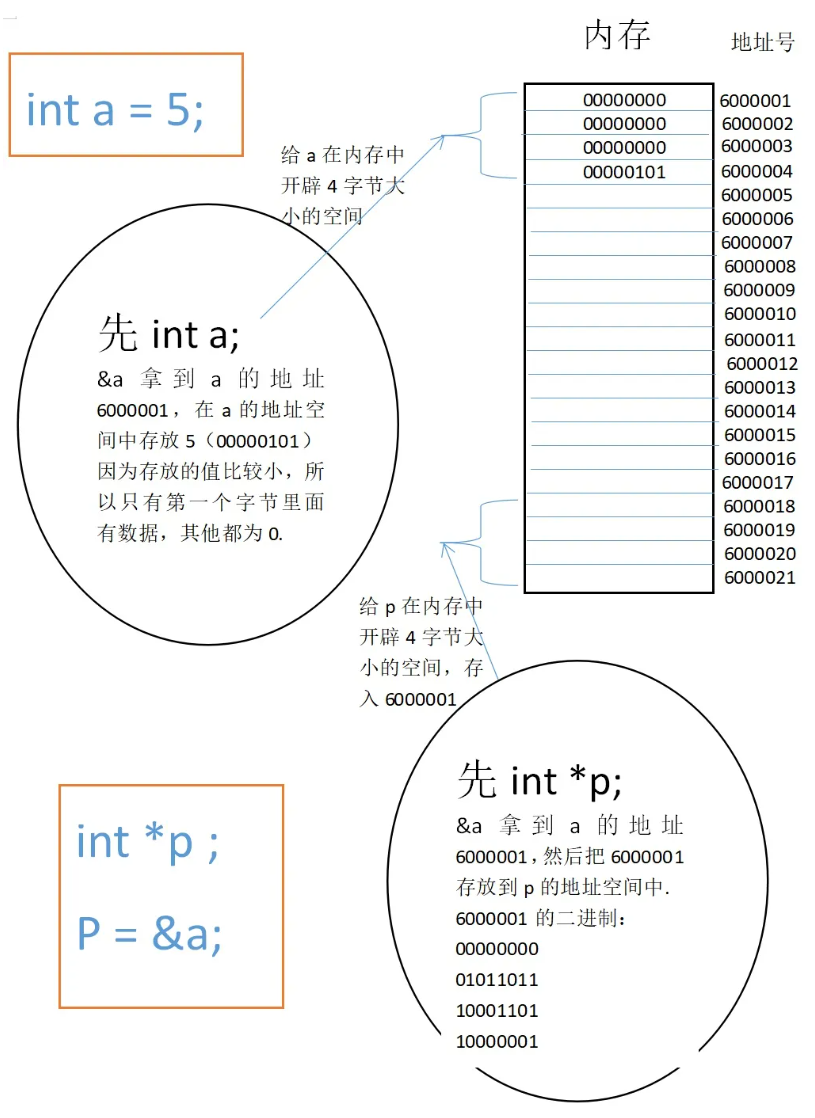 内存
地址号
int a = 5;
给 a 在内存中
开辟 4 字节大
小的空间
00000000
00000000
00000000
00000101
6000001
6000002
6000003
6000004
6000005
6000006
6000007
6000008
6000009
6000010
6000011
6000012
6000013
6000014
6000015
6000016
6000017
6000018
6000019
6000020
6000021
先 int a;
&a 拿到 a 的地址
6000001，在 a 的地址空
间中存放 5（00000101）
因为存放的值比较小，所
以只有第一个字节里面
有数据，其他都为 0.
给 p 在内存中
开辟 4 字节大
小的空间，存
入 6000001
int *p ;
P = &a;
先 int *p;
&a 拿到 a 的地址
6000001，然后把 6000001
存放到 p 的地址空间中.
6000001 的二进制：
00000000
01011011
10001101
10000001